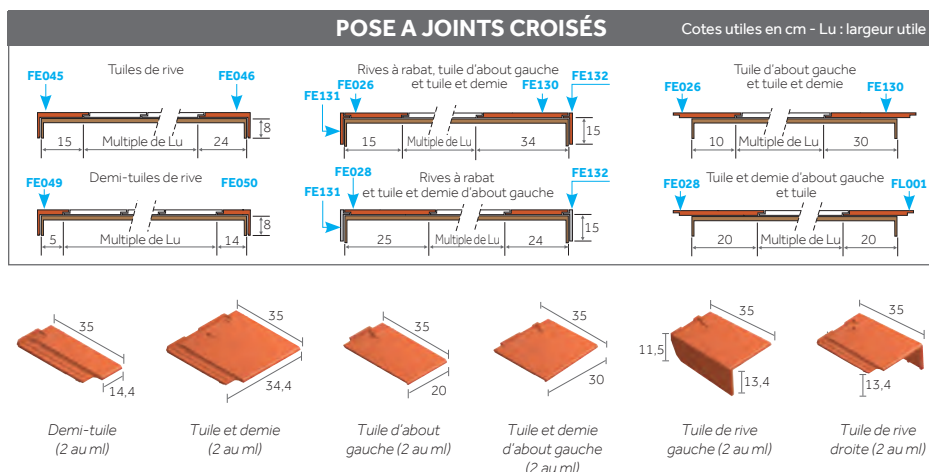 POSE A JOINTS CROISÉS
Cotes utiles en cm - Lu : largeur utile
Tuiles de rive
FE045
FE046
8
15
Multiple de Lu
24
Rives à rabat, tuile d'about gauche
et tuile et demie
FE026
FE131
FE130
FE132
15
15
Multiple de Lu
34
Tuile d'about gauche
et tuile et demie
FE026
FE130
10
Multiple de Lu
30
Demi-tuiles de rive
FE049
FE050
8
5
Multiple de Lu
14
Rives à rabat
et tuile et demie d'about gauche
FE028
FE131
FE132
15
25
Multiple de Lu
24
Tuile et demie d'about gauche
et tuile
FE028
FL001
20
Multiple de Lu
20
35
14,4
Demi-tuile
(2 au ml)
35
34,4
Tuile et demie
(2 au ml)
35
20
Tuile d'about
gauche (2 au ml)
35
30
Tuile et demie
d'about gauche
(2 au ml)
35
11,5
13,4
Tuile de rive
gauche (2 au ml)
35
13,4
Tuile de rive
droite (2 au ml)